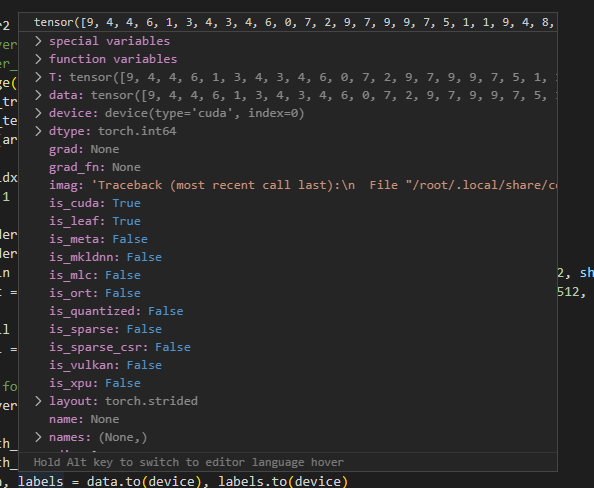 tensor([9, 4, 4, 6, 1, 3, 4, 3, 4, 6, 0, 7, 2, 9, 7, 9, 9, 7, 5, 1, 1, 9, 4, 8,
special variables
function variables
T: tensor([9, 4, 4, 6, 1, 3, 4, 3, 4, 6, 0, 7, 2, 9, 7, 9, 9, 7, 5, 1,
data: tensor([9, 4, 4, 6, 1, 3, 4, 3, 4, 6, 0, 7, 2, 9, 7, 9, 9, 7, 5,
device: device(type='cuda', index=0)
dtype: torch.int64
grad: None
grad_fn: None
imag: 'Traceback (most recent call last):\n  File "/root/.local/share/co
is_cuda: True
is_leaf: True
is_meta: False
is_mkldnn: False
is_mlc: False
2, sh
is_ort: False
512,
is_quantized: False
is_sparse: False
is_sparse_csr: False
is_vulkan: False
is_xpu: False
layout: torch.strided
name: None
names: (None,)
Hold Alt key to switch to editor language hover
, labels = data.to(device), labels.to(device)